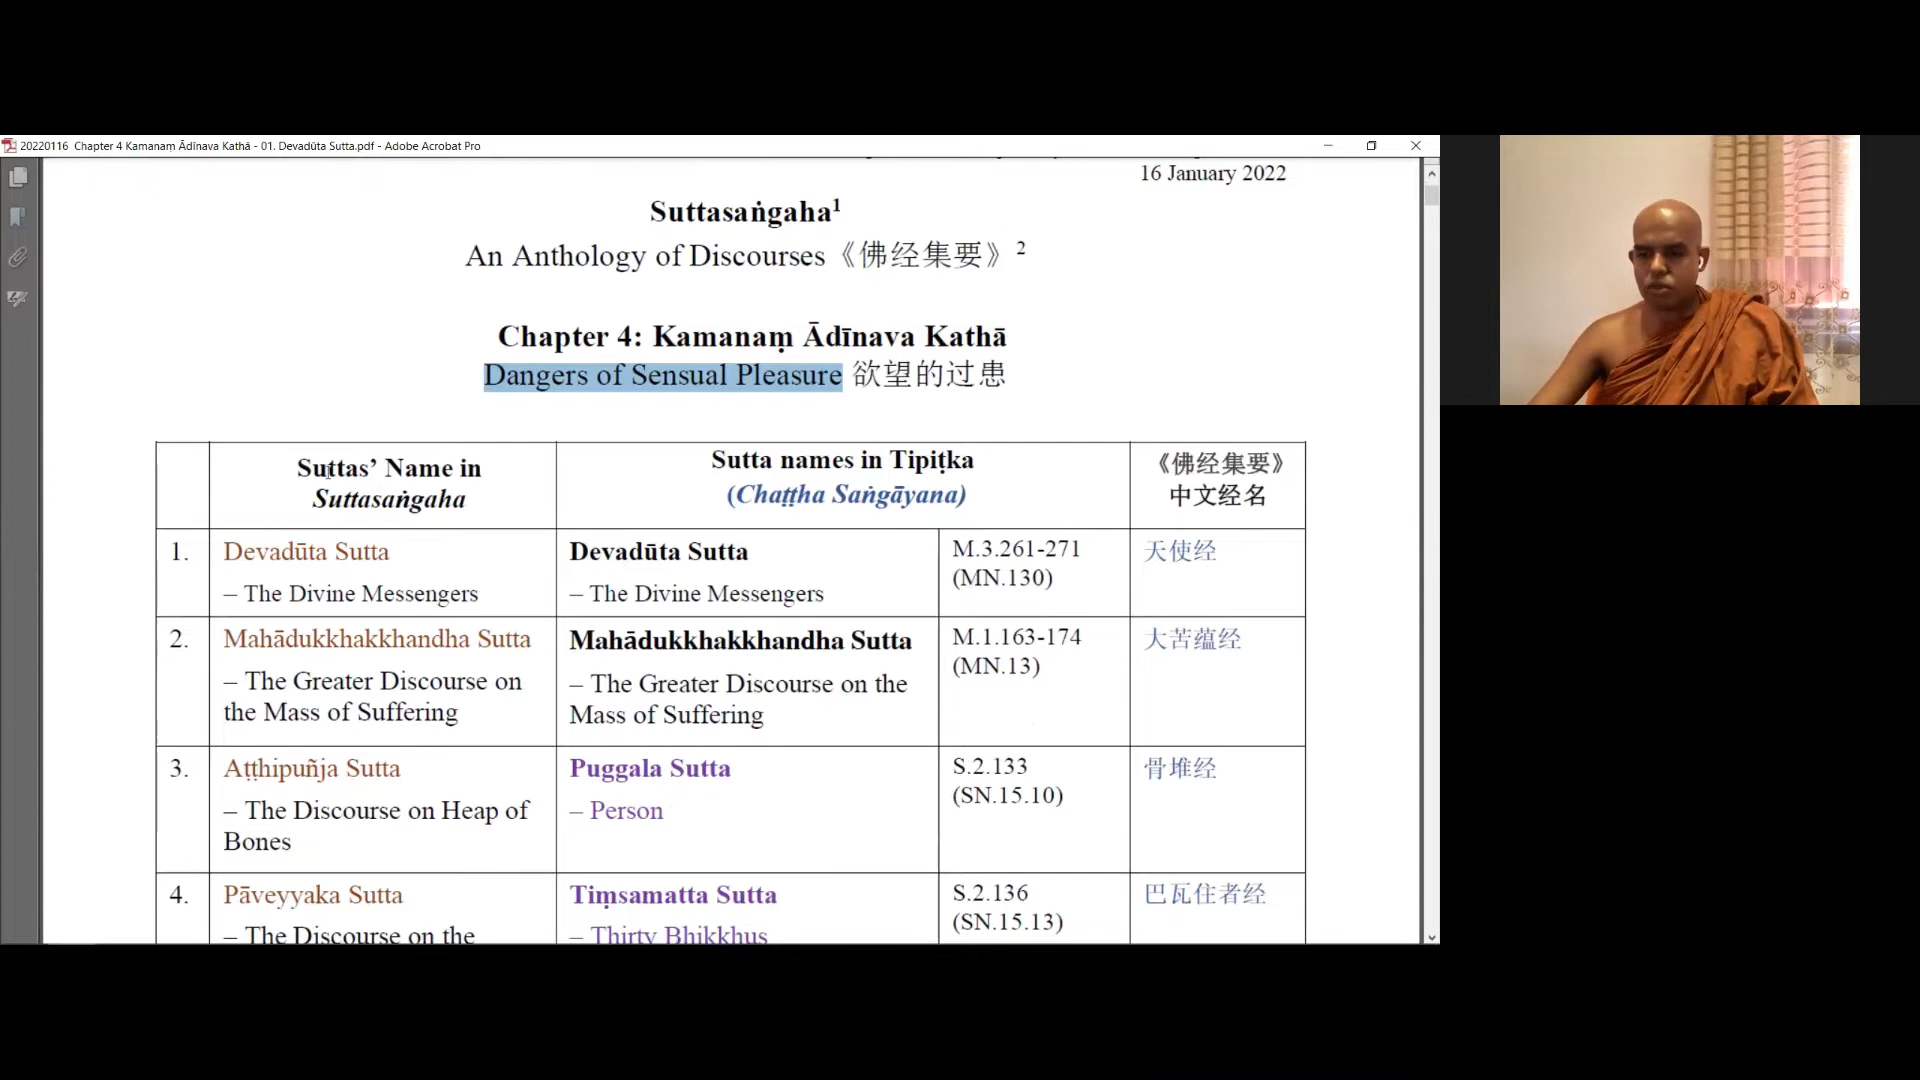 20220116 Chapter 4 Kamanaṃ Ādīnava Kathā - 01. Devadūta Sutta.pdf - Adobe Acrobat Pro
16 January 2022
Suttasaṅgaha1
An Anthology of Discourses《佛经集要》2
Chapter 4: Kamanaṃ Ādīnava Kathā
Dangers of Sensual Pleasure 欲望的过患
Suttas’ Name in
Suttasaṅgaha
Sutta names in Tipiṭka
(Chaṭṭha Saṅgāyana)
《佛经集要》
中文经名
1.
Devadūta Sutta
– The Divine Messengers
Devadūta Sutta
– The Divine Messengers
M.3.261-271
(MN.130)
天使经
2.
Mahādukkhakkhandha Sutta
– The Greater Discourse on
the Mass of Suffering
Mahādukkhakkhandha Sutta
– The Greater Discourse on the
Mass of Suffering
M.1.163-174
(MN.13)
大苦蕴经
3.
Aṭṭhipuñja Sutta
– The Discourse on Heap of
Bones
Puggala Sutta
– Person
S.2.133
(SN.15.10)
骨堆经
4.
Pāveyyaka Sutta
– The Discourse on the
Tiṃsamatta Sutta
– Thirty Bhikkhus
S.2.136
(SN.15.13)
巴瓦住者经